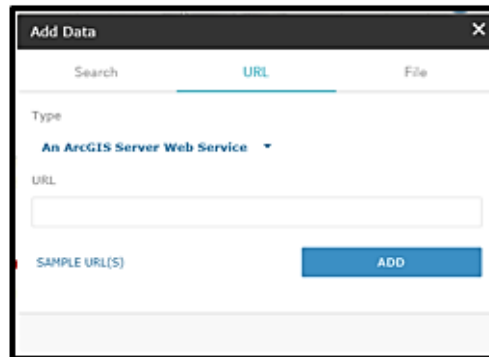 Add Data
Search URL File
Type
An ArcGIS Server Web Service
URL
SAMPLE URL(S) ADD